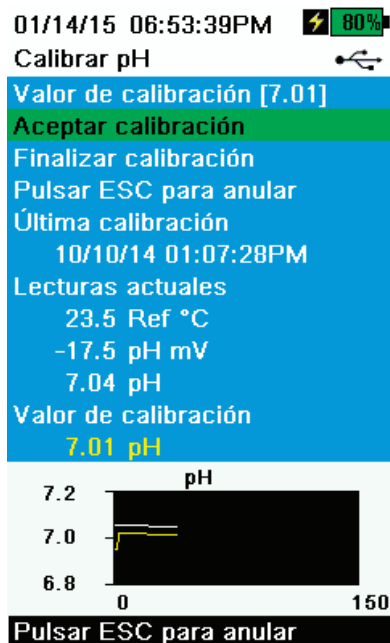 01/14/15 06:53:39PM 80%
Calibrar pH
Valor de calibración [7.01]
Aceptar calibración
Finalizar calibración
Pulsar ESC para anular
Última calibración
10/10/14 01:07:28PM
Lecturas actuales
23.5 Ref °C
-17.5 pH mV
7.04 pH
Valor de calibración
7.01 pH
pH
7.2
7.0
6.8
0 150
Pulsar ESC para anular